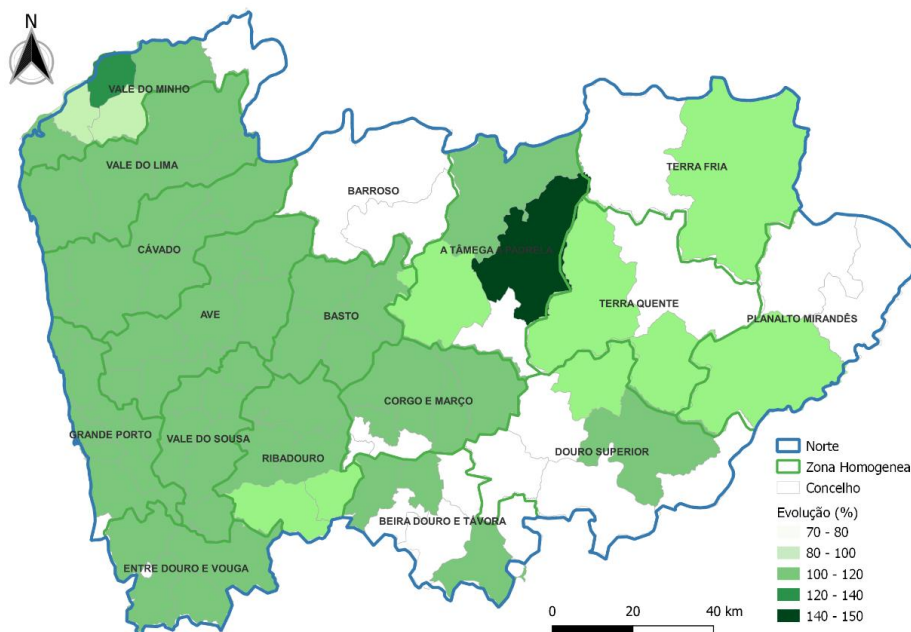 N
VALE DO MINHO
TERRA FRIA
VALE DO LIMA
BARROSO
CÁVADO
A TÂMEGA
TERRA QUENTE
AVE
BASTO
PLANALTO MIRANDÊS
CORGO E MARÇO
GRANDE PORTO
VALE DO SOUSA
RIBADOURO
DOURO SUPERIOR
BEIRA DOURO E TÁVORA
ENTRE DOURO E VOUGA
Norte
Zona Homogenea
Concelho
Evolução (%)
70 - 80
80 - 100
100 - 120
120 - 140
140 - 150
0 20 40 km